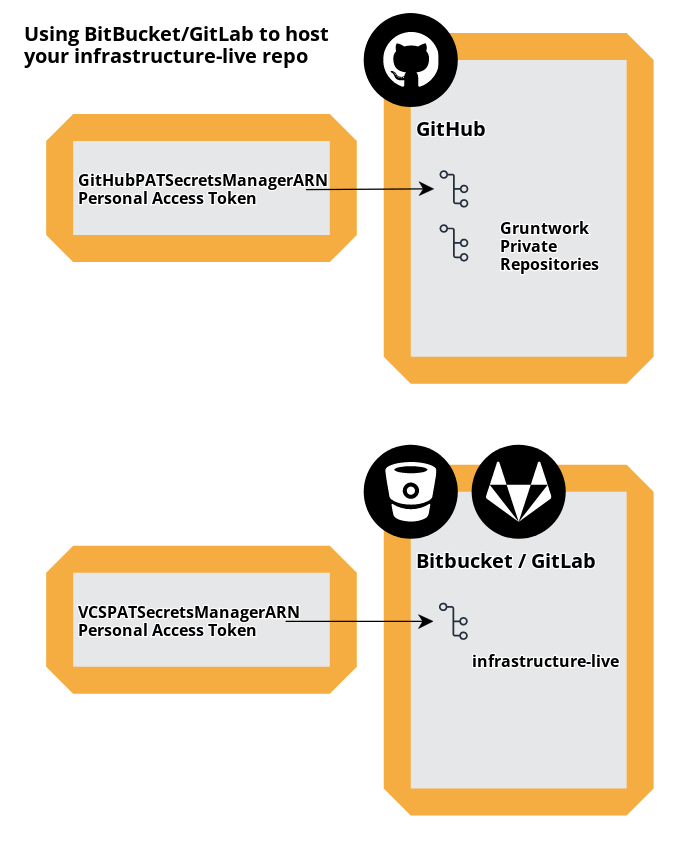 Using BitBucket/GitLab to host
your infrastructure-live repo
GitHub
GitHubPATSecretsManagerARN
Personal Access Token
Gruntwork
Private
Repositories
Bitbucket / GitLab
VCSPATSecretsManagerARN
Personal Access Token
infrastructure-live